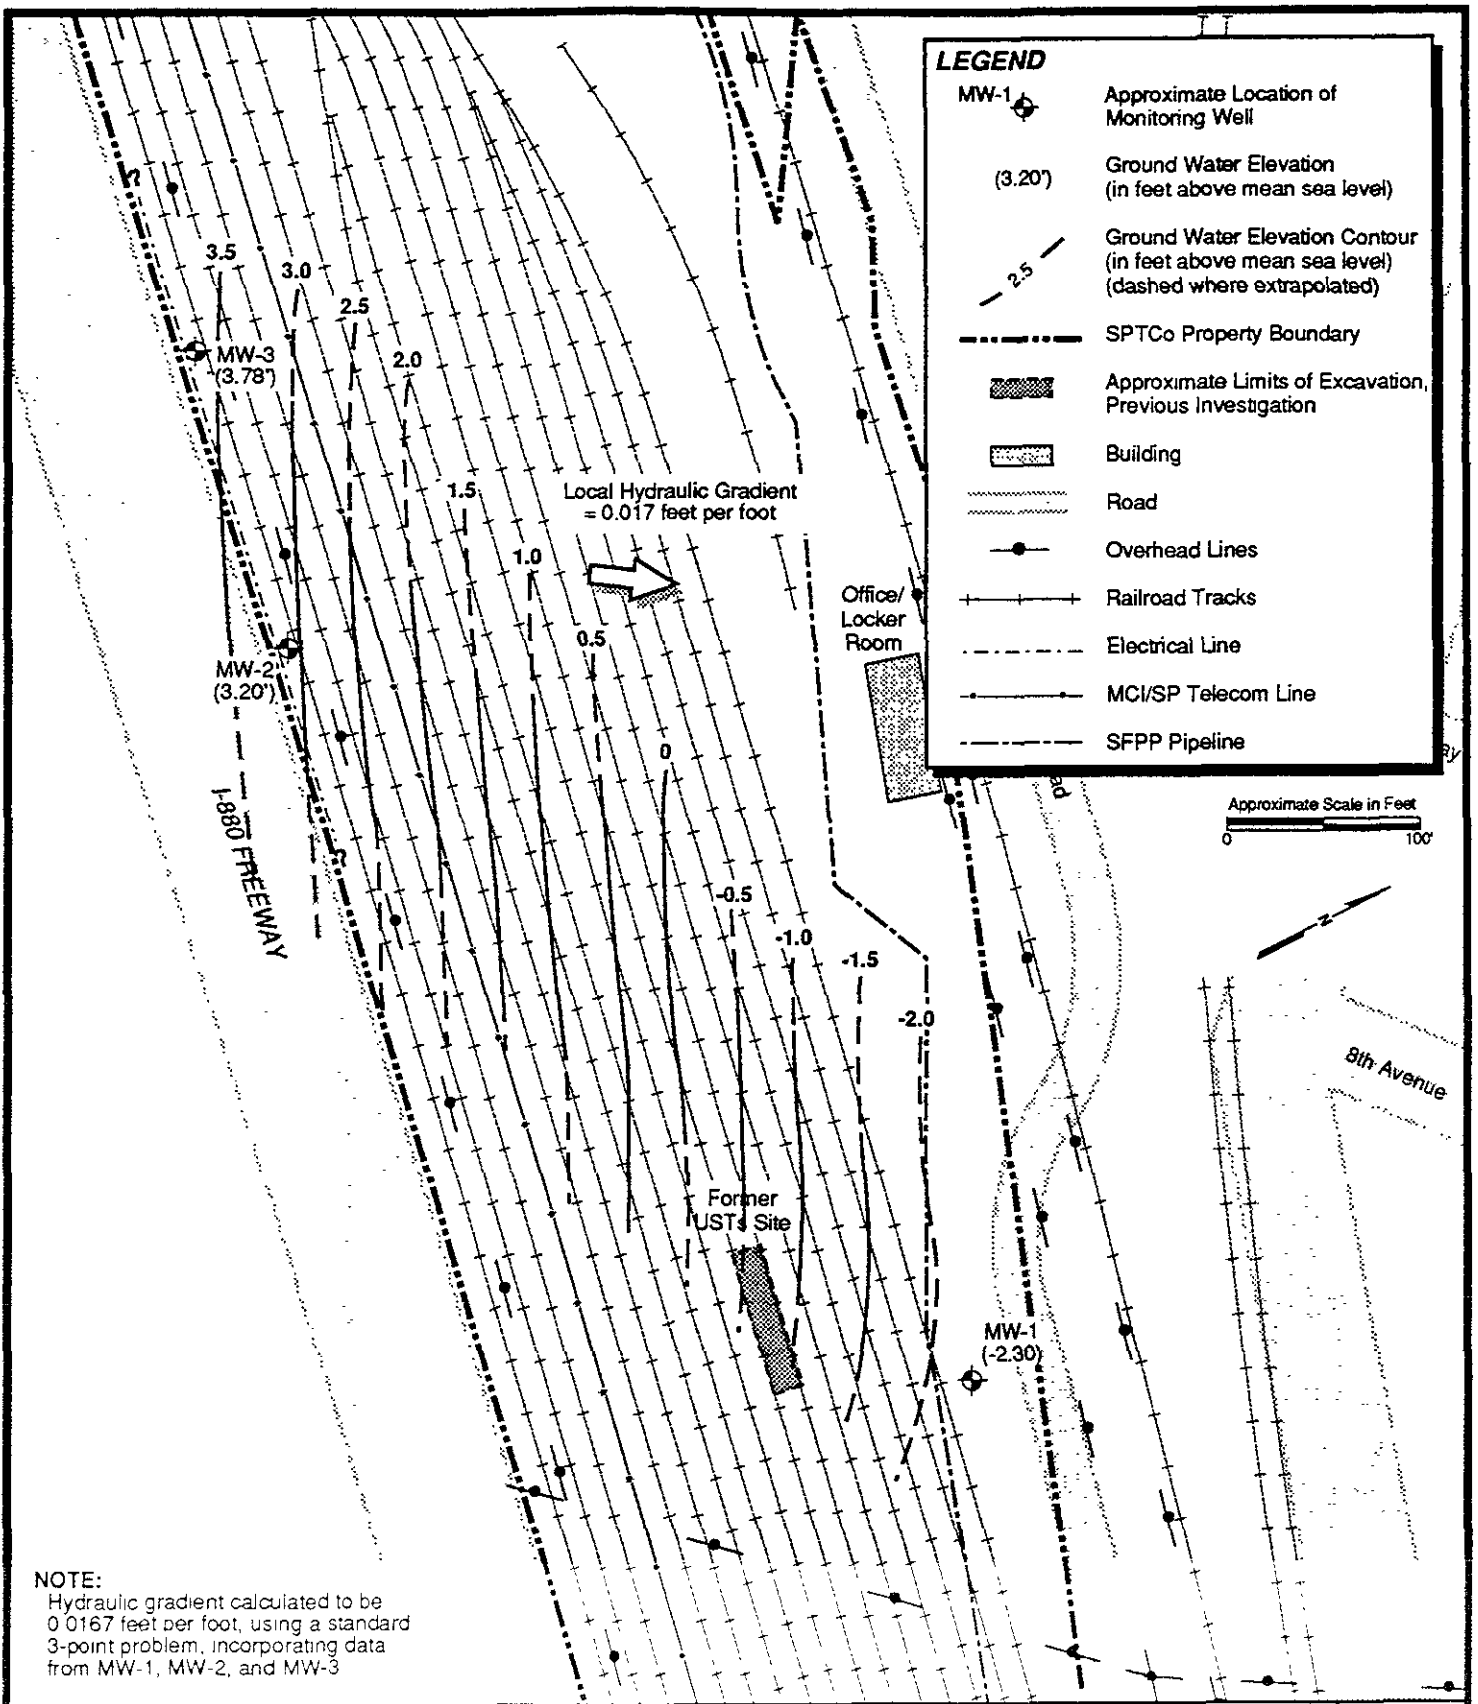 LEGEND
MW-1
Approximate Location of
Monitoring Well
(3.20')
Ground Water Elevation
(in feet above mean sea level)
2.5
Ground Water Elevation Contour
(in feet above mean sea level)
(dashed where extrapolated)
SPTCo Property Boundary
Approximate Limits of Excavation,
Previous Investigation
Building
Road
Overhead Lines
Railroad Tracks
Electrical Line
MCI/SP Telecom Line
SFPP Pipeline
3.5
3.0
2.5
2.0
MW-3
(3.78')
1.5
Local Hydraulic Gradient
= 0.017 feet per foot
1.0
Office/
Locker
Room
0.5
MW-2
(3.20')
0
I-880 FREEWAY
Approximate Scale in Feet
0 100'
N
-0.5
-1.0
-1.5
-2.0
8th Avenue
Former
USTs Site
MW-1
(-2.30)
NOTE:
Hydraulic gradient calculated to be
0 0167 feet per foot, using a standard
3-point problem, incorporating data
from MW-1, MW-2, and MW-3